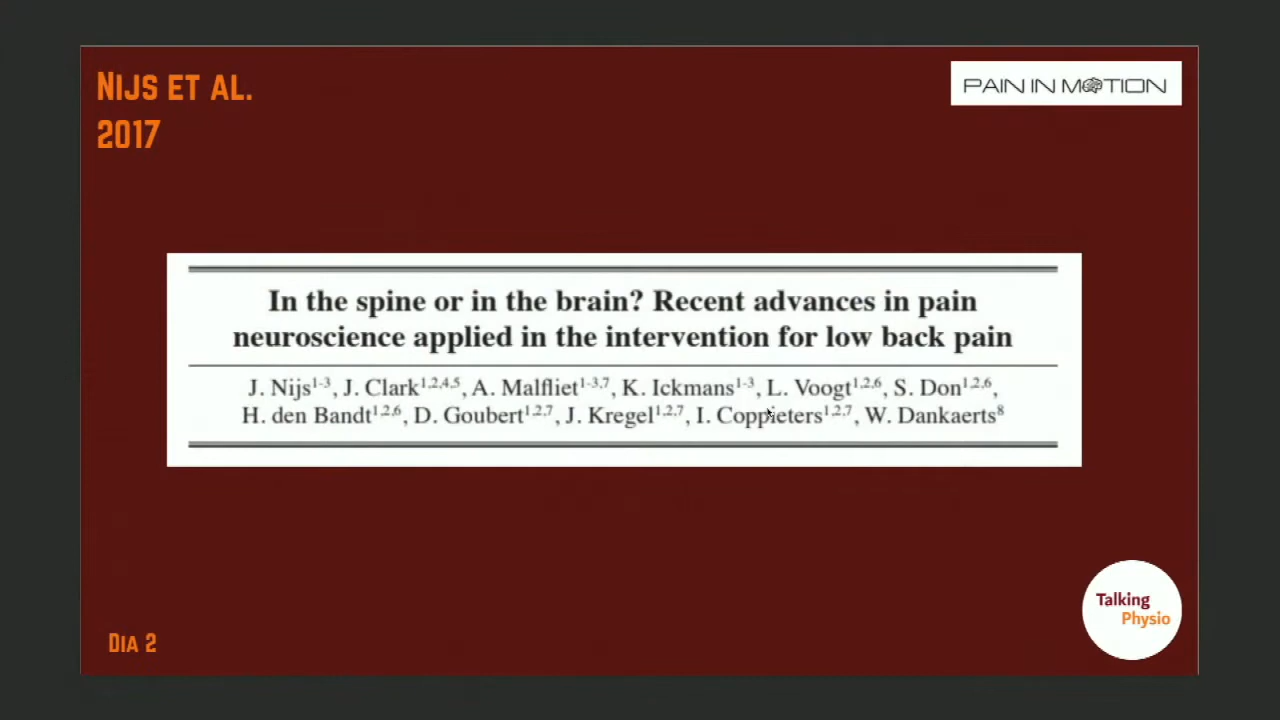 NIJS ET AL.
2017
PAIN IN MOTION
In the spine or in the brain? Recent advances in pain
neuroscience applied in the intervention for low back pain
J. Nijs1-3, J. Clark1,2,4,5, A. Malfliet1-3,7, K. Ickmans1-3, L. Voogt1,2,6, S. Don1,2,6,
H. den Bandt1,2,6, D. Goubert1,2,7, J. Kregel1,2,7, I. Coppieters1,2,7, W. Dankaerts8
DIA 2
Talking
Physio